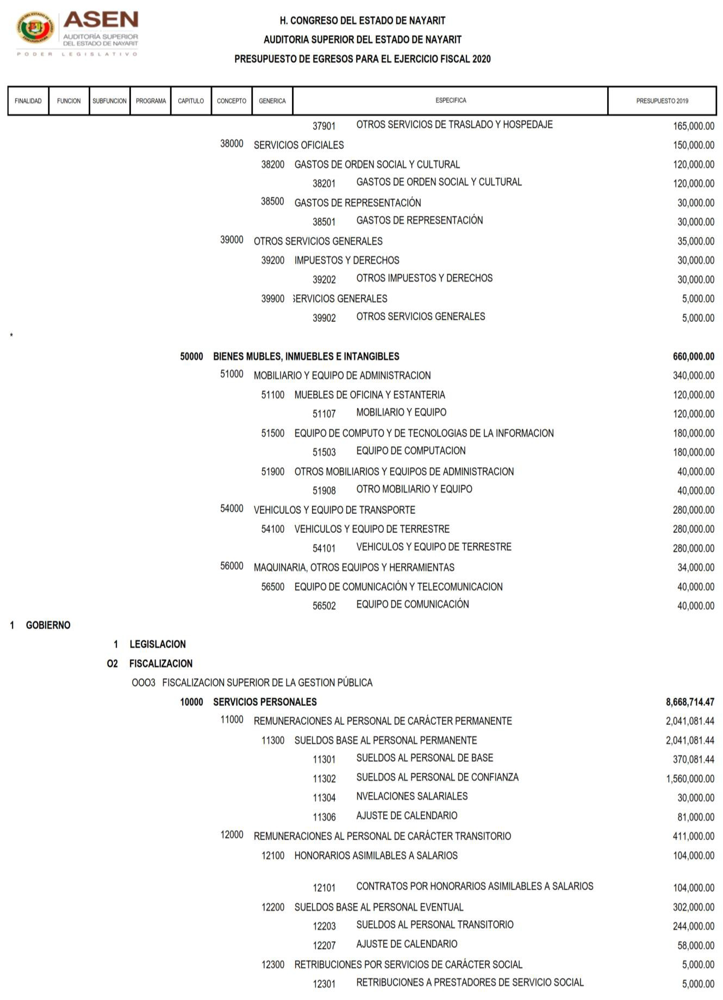 ASEN
AUDITORÍA SUPERIOR
DEL ESTADO DE NAYARIT
PODER LEGISLATIVO
H. CONGRESO DEL ESTADO DE NAYARIT
AUDITORIA SUPERIOR DEL ESTADO DE NAYARIT
PRESUPUESTO DE EGRESOS PARA EL EJERCICIO FISCAL 2020
FINALIDAD FUNCION SUBFUNCION PROGRAMA CAPITULO CONCEPTO GENERICA ESPECIFICA PRESUPUESTO 2019
37901 OTROS SERVICIOS DE TRASLADO Y HOSPEDAJE 165,000.00
38000 SERVICIOS OFICIALES 150,000.00
38200 GASTOS DE ORDEN SOCIAL Y CULTURAL 120,000.00
38201 GASTOS DE ORDEN SOCIAL Y CULTURAL 120,000.00
38500 GASTOS DE REPRESENTACIÓN 30,000.00
38501 GASTOS DE REPRESENTACIÓN 30,000.00
39000 OTROS SERVICIOS GENERALES 35,000.00
39200 IMPUESTOS Y DERECHOS 30,000.00
39202 OTROS IMPUESTOS Y DERECHOS 30,000.00
39900 SERVICIOS GENERALES 5,000.00
39902 OTROS SERVICIOS GENERALES 5,000.00
*
50000 BIENES MUBLES, INMUEBLES E INTANGIBLES 660,000.00
51000 MOBILIARIO Y EQUIPO DE ADMINISTRACION 340,000.00
51100 MUEBLES DE OFICINA Y ESTANTERIA 120,000.00
51107 MOBILIARIO Y EQUIPO 120,000.00
51500 EQUIPO DE COMPUTO Y DE TECNOLOGIAS DE LA INFORMACION 180,000.00
51503 EQUIPO DE COMPUTACION 180,000.00
51900 OTROS MOBILIARIOS Y EQUIPOS DE ADMINISTRACION 40,000.00
51908 OTRO MOBILIARIO Y EQUIPO 40,000.00
54000 VEHICULOS Y EQUIPO DE TRANSPORTE 280,000.00
54100 VEHICULOS Y EQUIPO DE TERRESTRE 280,000.00
54101 VEHICULOS Y EQUIPO DE TERRESTRE 280,000.00
56000 MAQUINARIA, OTROS EQUIPOS Y HERRAMIENTAS 34,000.00
56500 EQUIPO DE COMUNICACIÓN Y TELECOMUNICACION 40,000.00
56502 EQUIPO DE COMUNICACIÓN 40,000.00
1 GOBIERNO
1 LEGISLACION
O2 FISCALIZACION
OOO3 FISCALIZACION SUPERIOR DE LA GESTION PÚBLICA
10000 SERVICIOS PERSONALES 8,668,714.47
11000 REMUNERACIONES AL PERSONAL DE CARÁCTER PERMANENTE 2,041,081.44
11300 SUELDOS BASE AL PERSONAL PERMANENTE 2,041,081.44
11301 SUELDOS AL PERSONAL DE BASE 370,081.44
11302 SUELDOS AL PERSONAL DE CONFIANZA 1,560,000.00
11304 NVELACIONES SALARIALES 30,000.00
11306 AJUSTE DE CALENDARIO 81,000.00
12000 REMUNERACIONES AL PERSONAL DE CARÁCTER TRANSITORIO 411,000.00
12100 HONORARIOS ASIMILABLES A SALARIOS 104,000.00
12101 CONTRATOS POR HONORARIOS ASIMILABLES A SALARIOS 104,000.00
12200 SUELDOS BASE AL PERSONAL EVENTUAL 302,000.00
12203 SUELDOS AL PERSONAL TRANSITORIO 244,000.00
12207 AJUSTE DE CALENDARIO 58,000.00
12300 RETRIBUCIONES POR SERVICIOS DE CARÁCTER SOCIAL 5,000.00
12301 RETRIBUCIONES A PRESTADORES DE SERVICIO SOCIAL 5,000.00